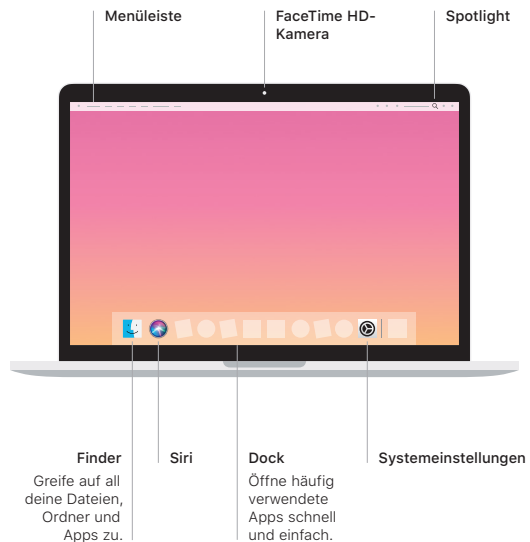 Menüleiste
FaceTime HD-
Kamera
Spotlight
Finder
Greife auf all
deine Dateien,
Ordner und
Apps zu.
Siri
Dock
Öffne häufig
verwendete
Apps schnell
und einfach.
Systemeinstellungen